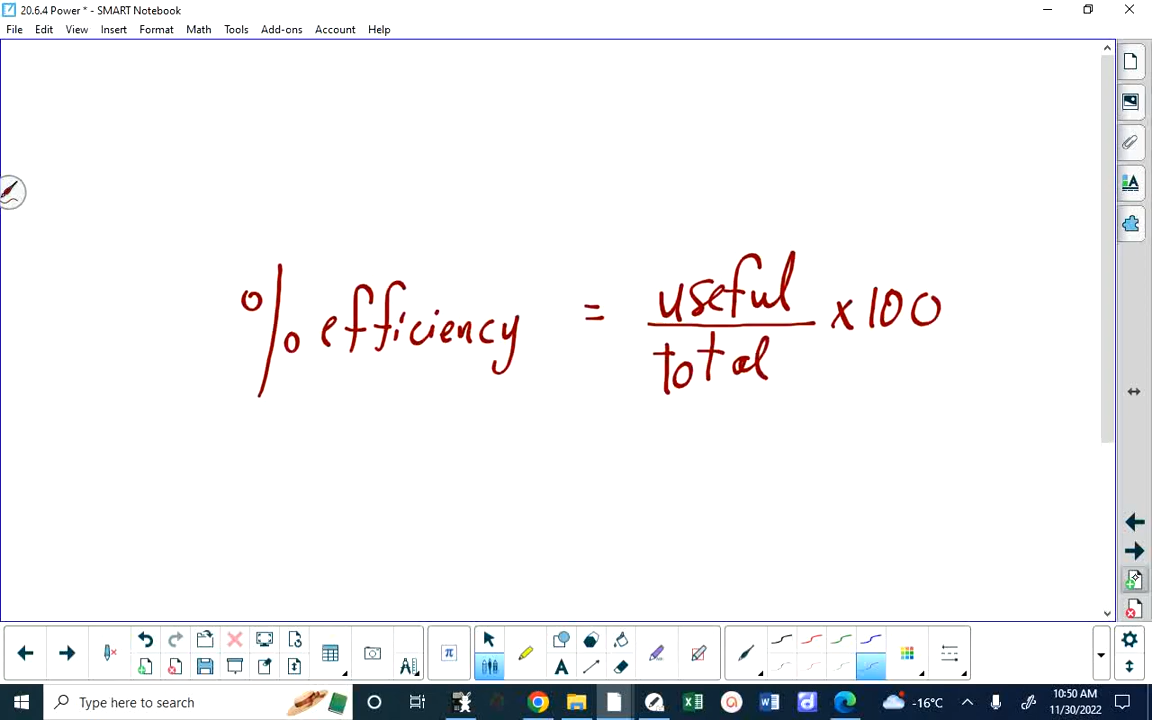 20.6.4 Power * - SMART Notebook
File Edit View Insert Format Math Tools Add-ons Account Help
% efficiency = useful / total x 100
π
A
Type here to search
-16°C
10:50 AM
11/30/2022